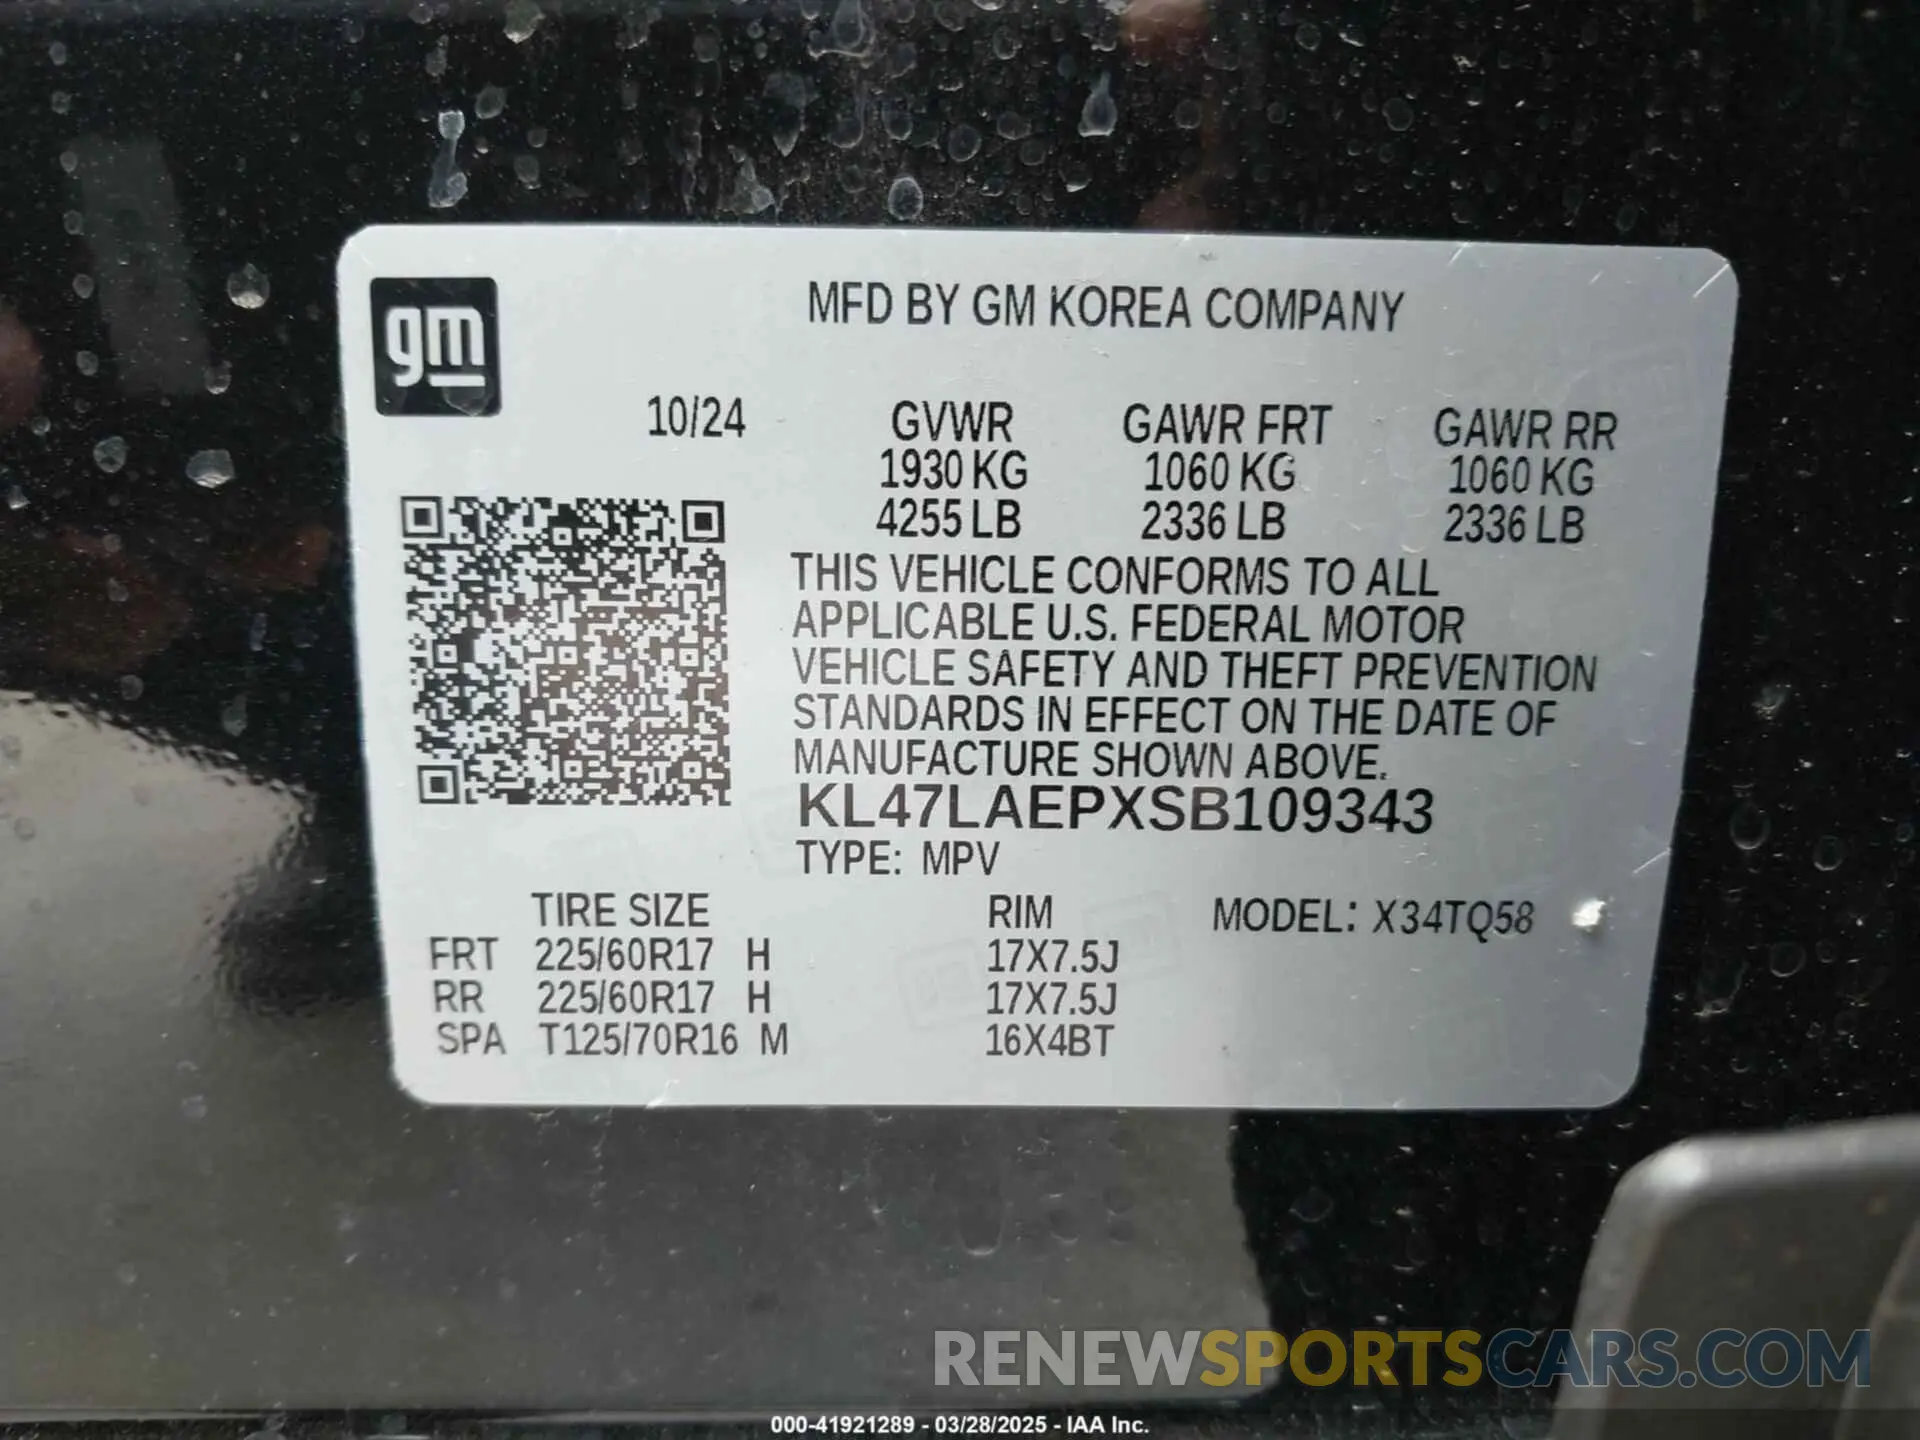 gm
MFD BY GM KOREA COMPANY
10/24 GVWR GAWR FRT GAWR RR
1930 KG 1060 KG 1060 KG
4255 LB 2336 LB 2336 LB
THIS VEHICLE CONFORMS TO ALL
APPLICABLE U.S. FEDERAL MOTOR
VEHICLE SAFETY AND THEFT PREVENTION
STANDARDS IN EFFECT ON THE DATE OF
MANUFACTURE SHOWN ABOVE.
KL47LAEPXSB109343
TYPE: MPV
TIRE SIZE RIM MODEL: X34TQ58
FRT 225/60R17 H 17X7.5J
RR 225/60R17 H 17X7.5J
SPA T125/70R16 M 16X4BT
RENEWSPORTSCARS.COM
000-41921289 - 03/28/2025 - IAA Inc.